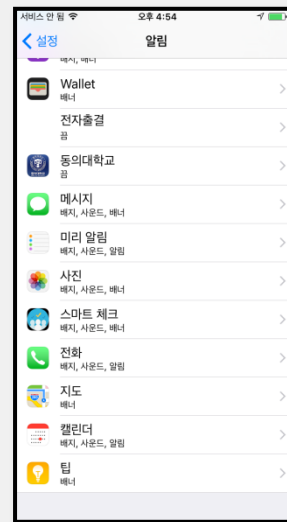 서비스 안 됨
오후 4:54
설정
알림
배지, 배너
Wallet
배너
전자출결
끔
동의대학교
끔
메시지
배지, 사운드, 배너
미리 알림
배지, 사운드, 알림
사진
배지, 사운드, 배너
스마트 체크
배지, 사운드, 배너
전화
배지, 사운드, 알림
지도
배너
캘린더
배지, 사운드, 알림
팁
배너